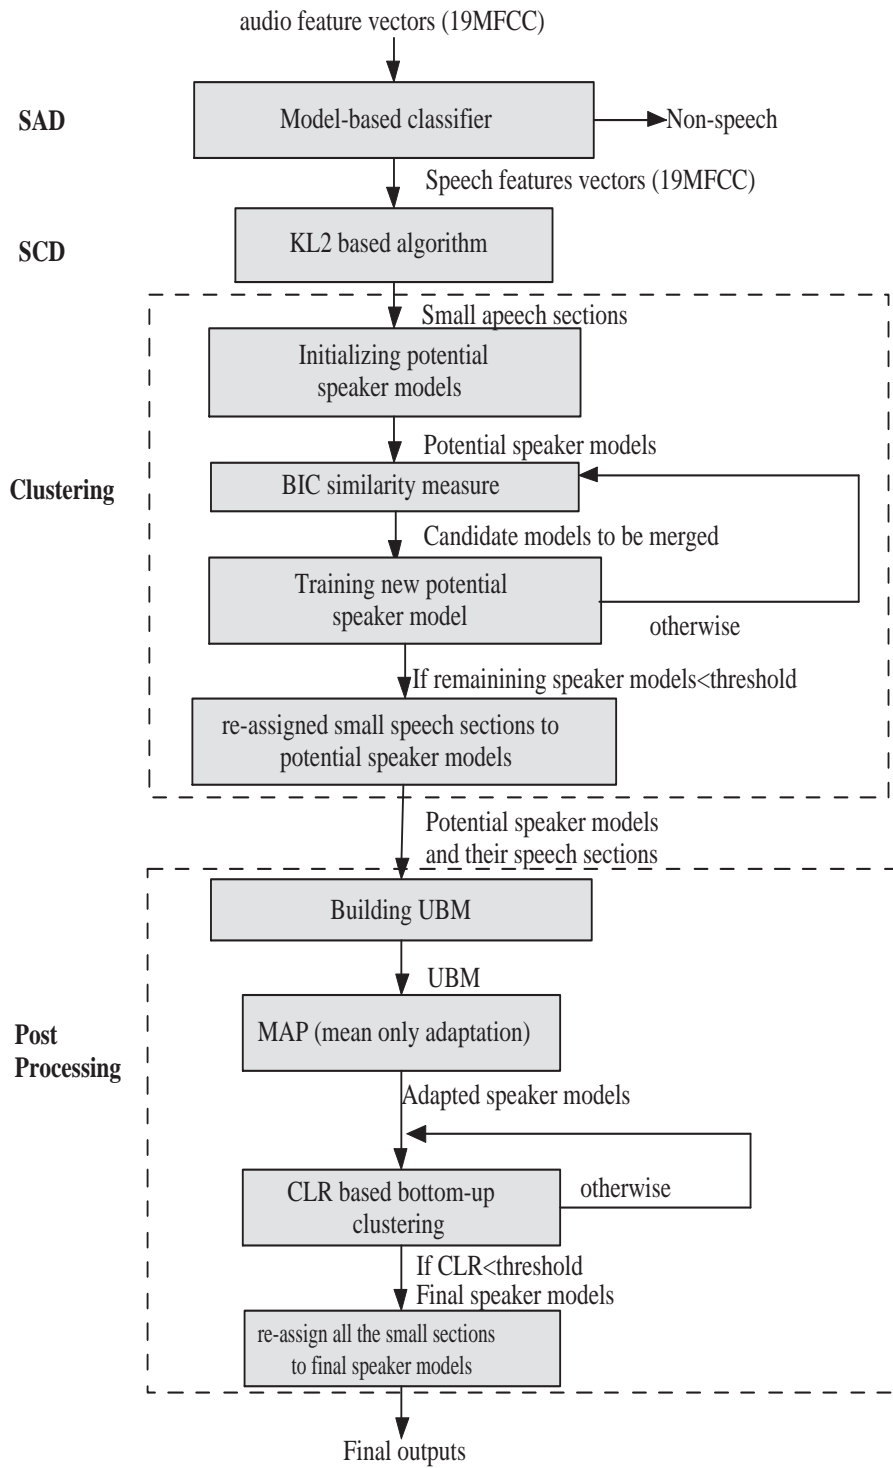 audio feature vectors (19MFCC)
SAD
Model-based classifier
Non-speech
Speech features vectors (19MFCC)
SCD
KL2 based algorithm
Small apeech sections
Initializing potential
speaker models
Potential speaker models
Clustering
BIC similarity measure
Candidate models to be merged
Training new potential
speaker model
otherwise
If remainining speaker models<threshold
re-assigned small speech sections to
potential speaker models
Potential speaker models
and their speech sections
Building UBM
UBM
Post
Processing
MAP (mean only adaptation)
Adapted speaker models
CLR based bottom-up
clustering
otherwise
If CLR<threshold
Final speaker models
re-assign all the small sections
to final speaker models
Final outputs